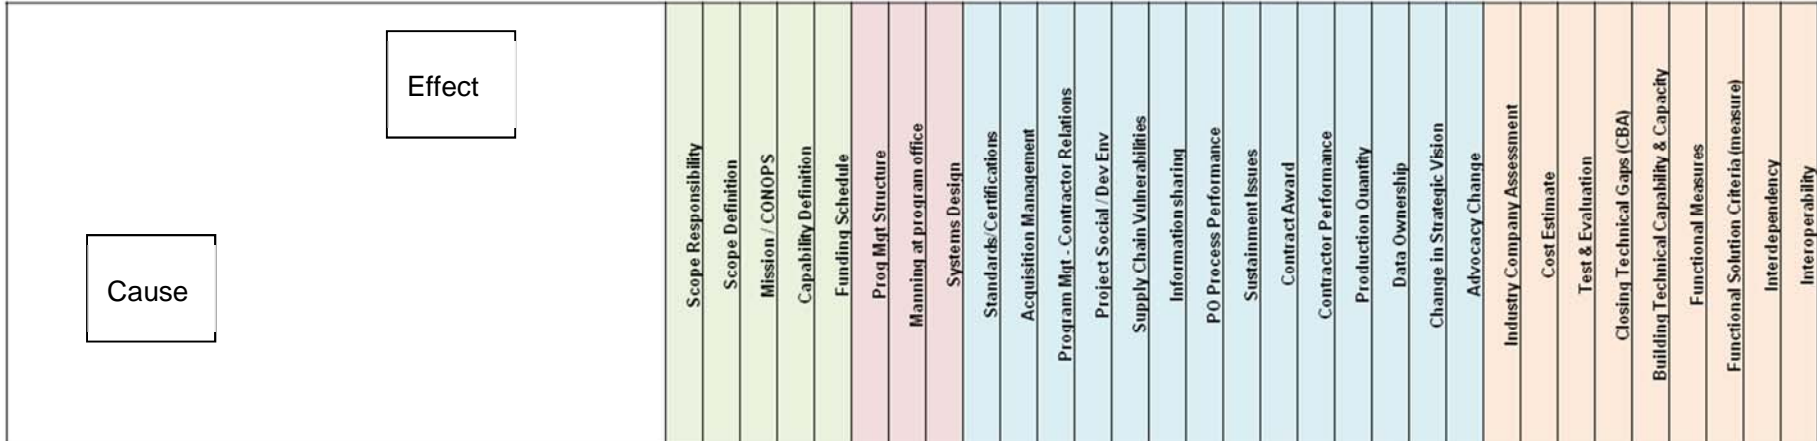 Effect
Cause
Scope Responsibility
Scope Definition
Mission / CONOPS
Capability Definition
Funding Schedule
Prog Mgt Structure
Manning at program office
Systems Design
Standards/Certifications
Acquisition Management
Program Mgt - Contractor Relations
Project Social / Dev Env
Supply Chain Vulnerabilities
Information sharing
PO Process Performance
Sustainment Issues
Contract Award
Contractor Performance
Production Quantity
Data Ownership
Change in Strategic Vision
Advocacy Change
Industry Company Assessment
Cost Estimate
Test & Evaluation
Closing Technical Gaps (CBA)
Building Technical Capability & Capacity
Functional Measures
Functional Solution Criteria (measure)
Interdependency
Interoperability